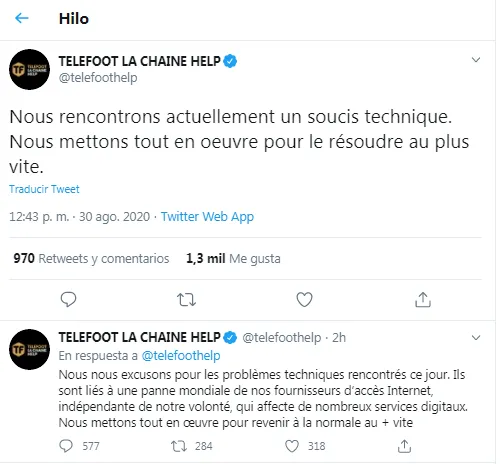 Hilo
TELEFOOT LA CHAINE HELP
@telefoothelp
Nous rencontrons actuellement un soucis technique.
Nous mettons tout en oeuvre pour le résoudre au plus
vite.
Traducir Tweet
12:43 p. m. · 30 ago. 2020 · Twitter Web App
970 Retweets y comentarios 1,3 mil Me gusta
TELEFOOT LA CHAINE HELP @telefoothelp · 2h
En respuesta a @telefoothelp
Nous nous excusons pour les problèmes techniques rencontrés ce jour. Ils
sont liés à une panne mondiale de nos fournisseurs d'accès Internet,
indépendante de notre volonté, qui affecte de nombreux services digitaux.
Nous mettons tout en œuvre pour revenir à la normale au + vite
577 284 318